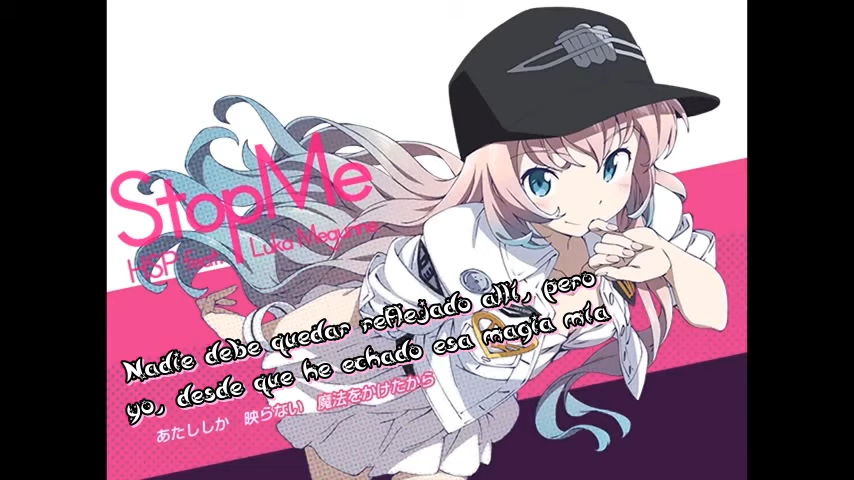 StopMe
HSP feat. Luka Megurine
Nadie debe quedar reflejado allí, pero
yo, desde que he echado esa magia mía
あたししか 映らない 魔法をかけたから